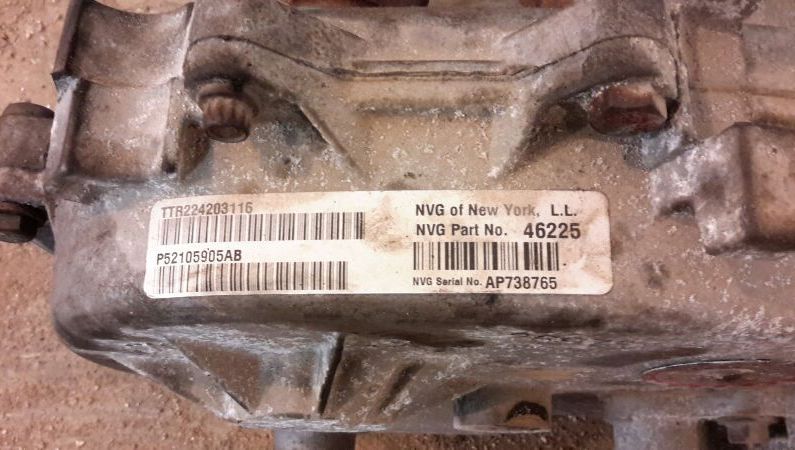 TTR224203116
P52105905AB
NVG of New York, L.L.
NVG Part No. 46225
NVG Serial No. AP738765